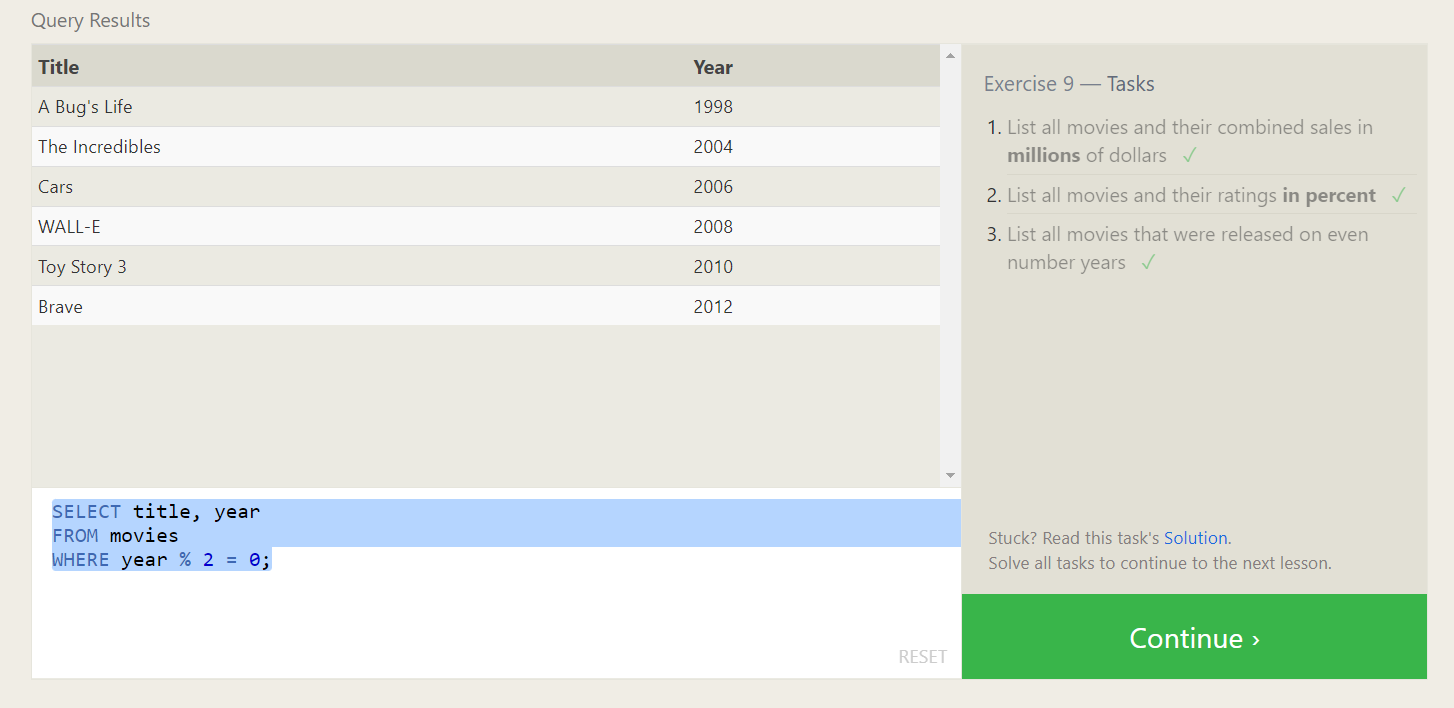 Query Results
Title Year
A Bug's Life 1998
The Incredibles 2004
Cars 2006
WALL-E 2008
Toy Story 3 2010
Brave 2012
SELECT title, year
FROM movies
WHERE year % 2 = 0;
RESET
Exercise 9 — Tasks
1. List all movies and their combined sales in
millions of dollars ✓
2. List all movies and their ratings in percent ✓
3. List all movies that were released on even
number years ✓
Stuck? Read this task's Solution.
Solve all tasks to continue to the next lesson.
Continue ›